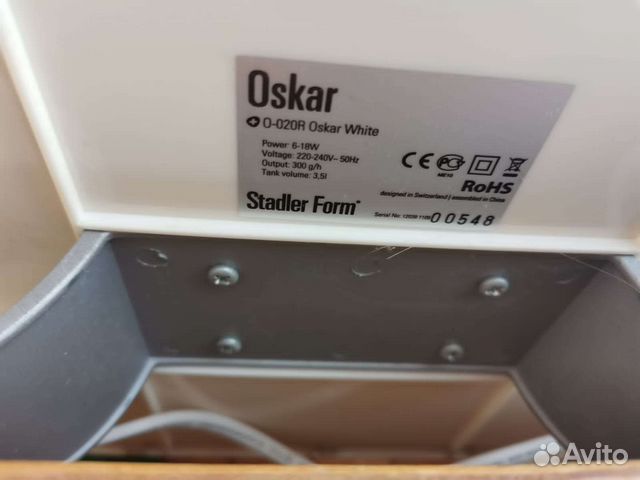 Oskar
O-020R Oskar White
Power: 6-18W
Voltage: 220-240V~ 50Hz
Output: 300 g/h
Tank volume: 3,5l
CE
ME10
RoHS
designed in Switzerland | assembled in China
Stadler Form
Serial No:
00548
Avito